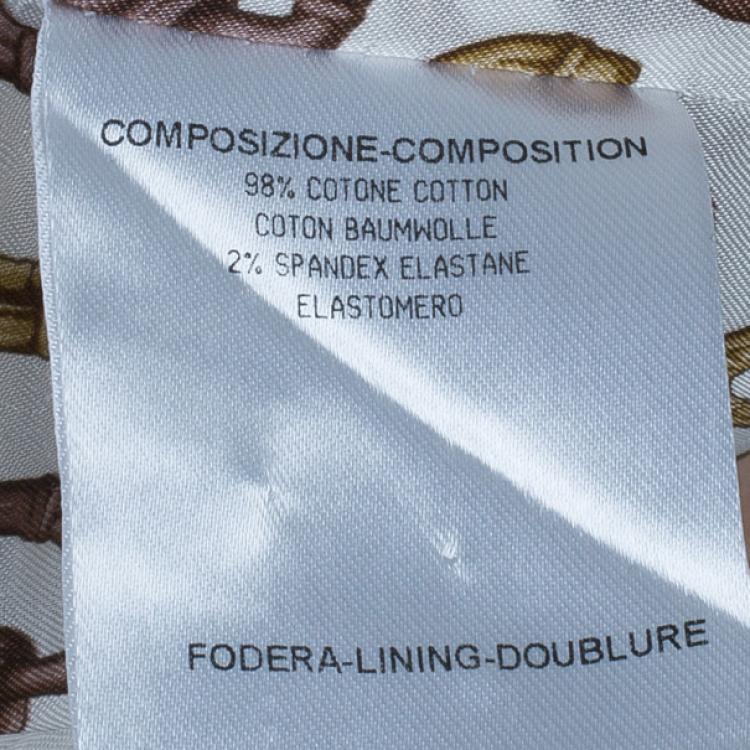 COMPOSIZIONE-COMPOSITION
98% COTONE COTTON
COTON BAUMWOLLE
2% SPANDEX ELASTANE
ELASTOMERO
FODERA-LINING-DOUBLURE